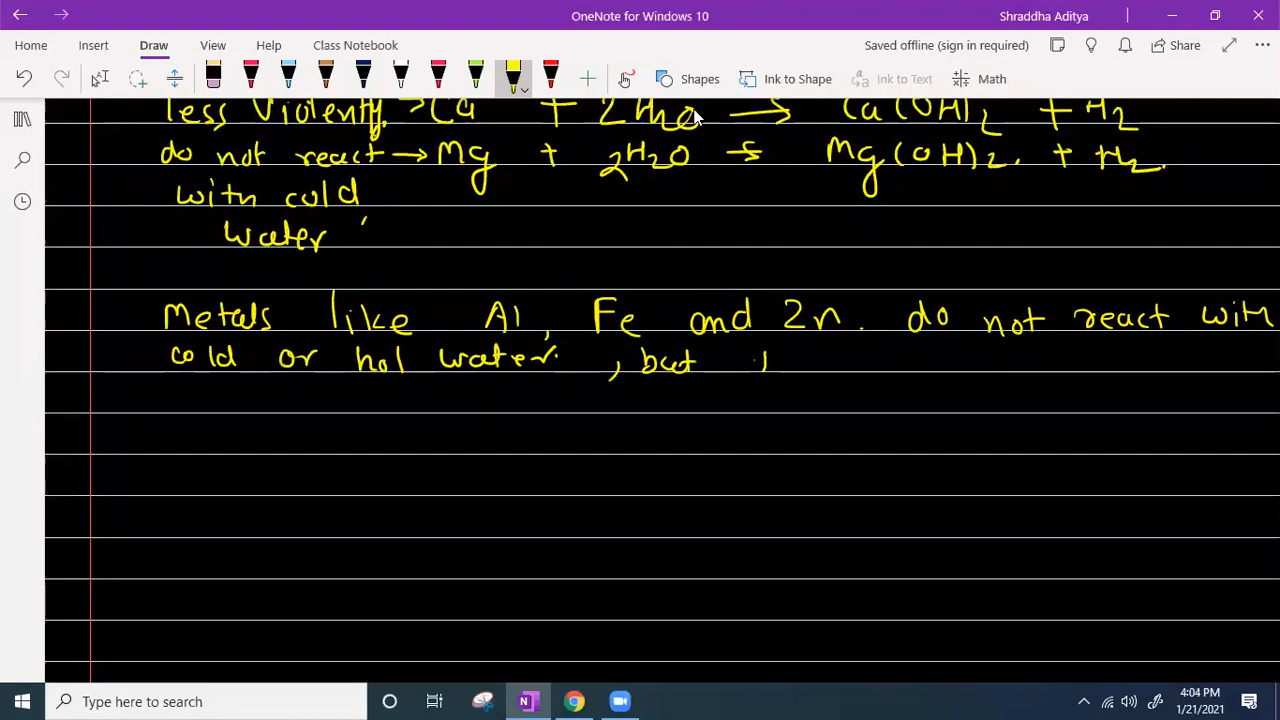 OneNote for Windows 10
Shraddha Aditya
Home Insert Draw View Help Class Notebook
Saved offline (sign in required)
Share
Shapes
Ink to Shape
Ink to Text
Math
less violently. → Ca + 2H2O → Ca(OH)2 + H2
do not react → Mg + 2H2O → Mg(OH)2. + H2.
with cold
water
Metals like Al, Fe and Zn. do not react with
cold or hot water. , but
Type here to search
4:04 PM
1/21/2021